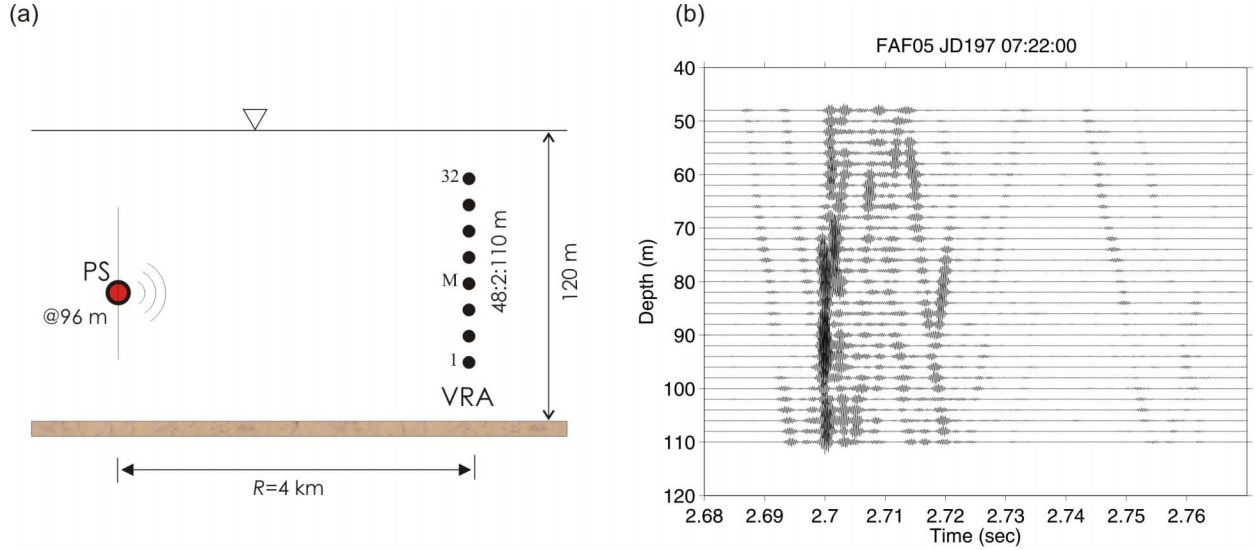 (a)
32
M
1
PS
@96 m
VRA
48:2:110 m
120 m
R=4 km
(b)
FAF05 JD197 07:22:00
40
50
60
70
80
90
100
110
120
Depth (m)
2.68 2.69 2.7 2.71 2.72 2.73 2.74 2.75 2.76
Time (sec)